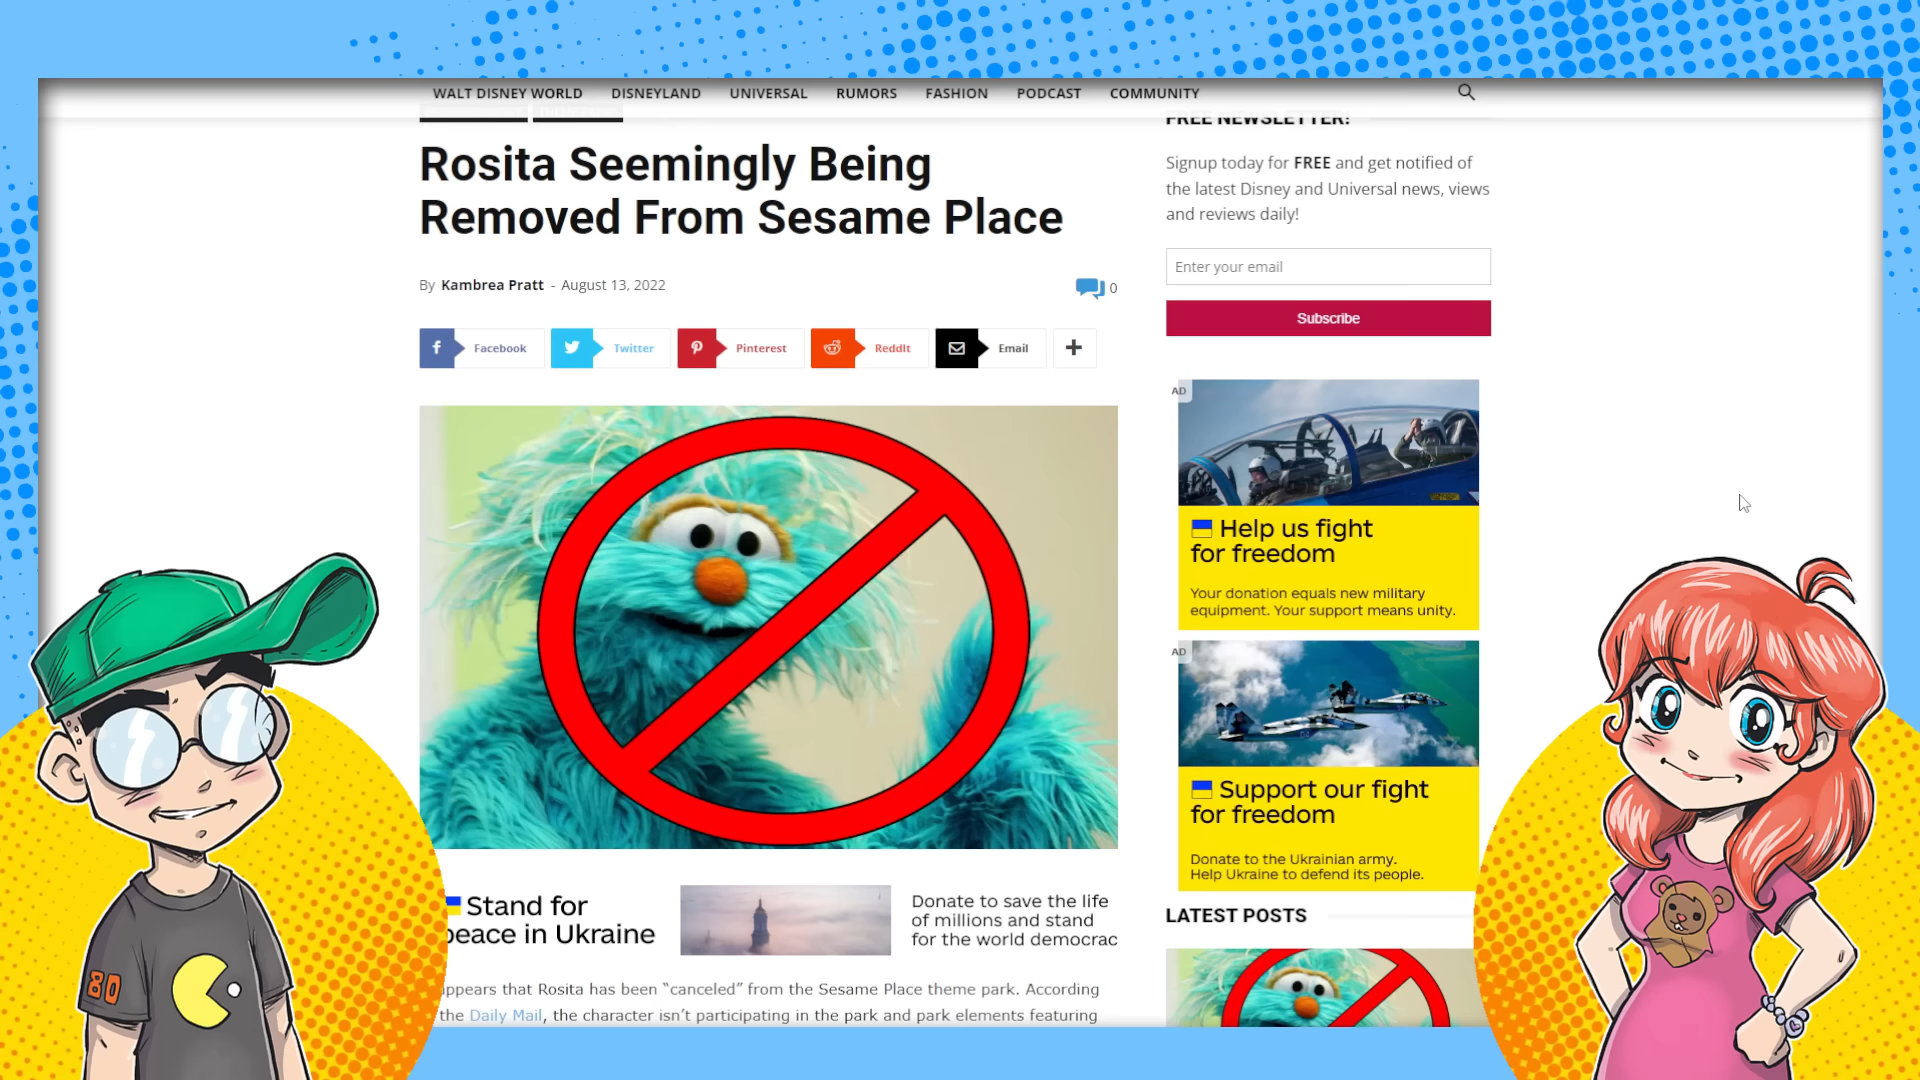 WALT DISNEY WORLD DISNEYLAND UNIVERSAL RUMORS FASHION PODCAST COMMUNITY
Rosita Seemingly Being
Removed From Sesame Place
By Kambrea Pratt - August 13, 2022
0
Facebook Twitter Pinterest ReddIt Email
Stand for
peace in Ukraine
Donate to save the life
of millions and stand
for the world democrac
appears that Rosita has been “canceled” from the Sesame Place theme park. According
the Daily Mail, the character isn’t participating in the park and park elements featuring
FREE NEWSLETTER!
Signup today for FREE and get notified of
the latest Disney and Universal news, views
and reviews daily!
Enter your email
Subscribe
AD
Help us fight
for freedom
Your donation equals new military
equipment. Your support means unity.
AD
Support our fight
for freedom
Donate to the Ukrainian army.
Help Ukraine to defend its people.
LATEST POSTS
80